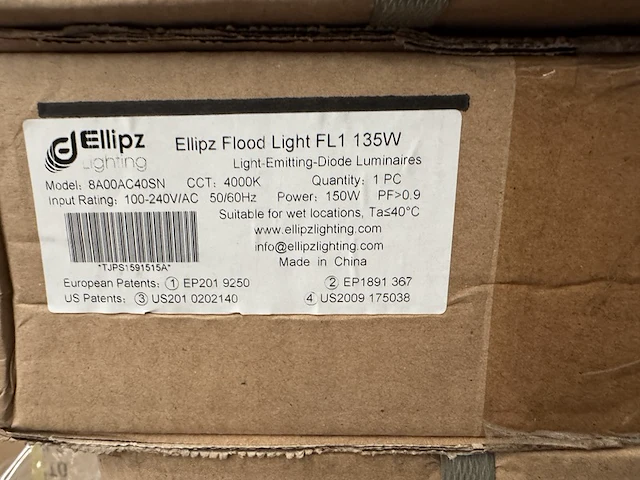 Ellipz
Lighting
Ellipz Flood Light FL1 135W
Light-Emitting-Diode Luminaires
Model: 8A00AC40SN CCT: 4000K Quantity: 1 PC
Input Rating: 100-240V/AC 50/60Hz Power: 150W PF>0.9
Suitable for wet locations, Ta≤40°C
www.ellipzlighting.com
info@ellipzlighting.com
Made in China
*TJPS1591515A*
European Patents: ① EP201 9250 ② EP1891 367
US Patents: ③ US201 0202140 ④ US2009 175038